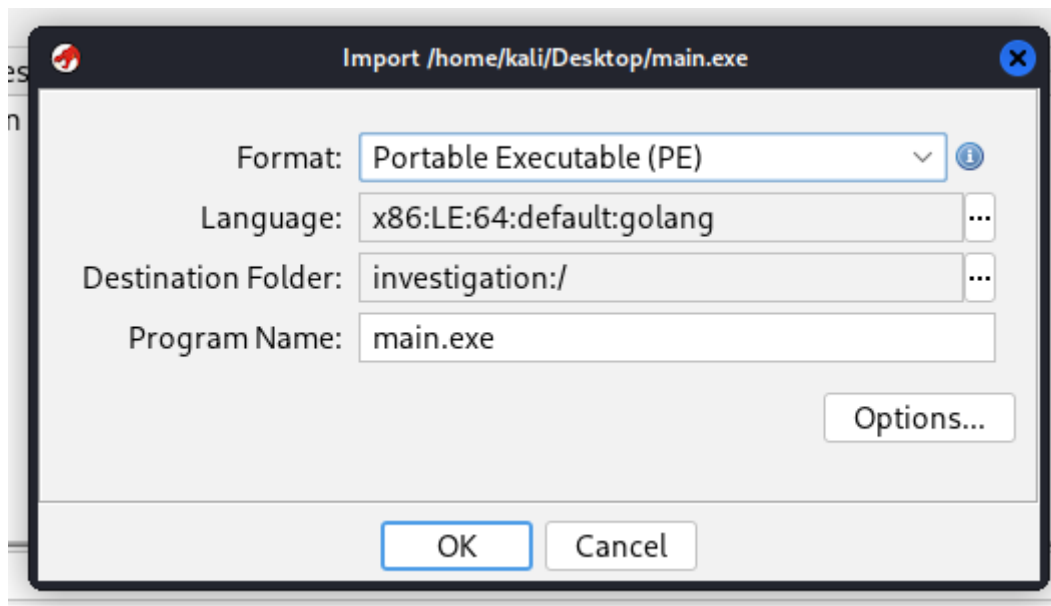 Import /home/kali/Desktop/main.exe
es
n
Format: Portable Executable (PE)
Language: x86:LE:64:default:golang ...
Destination Folder: investigation:/ ...
Program Name: main.exe
Options...
OK Cancel